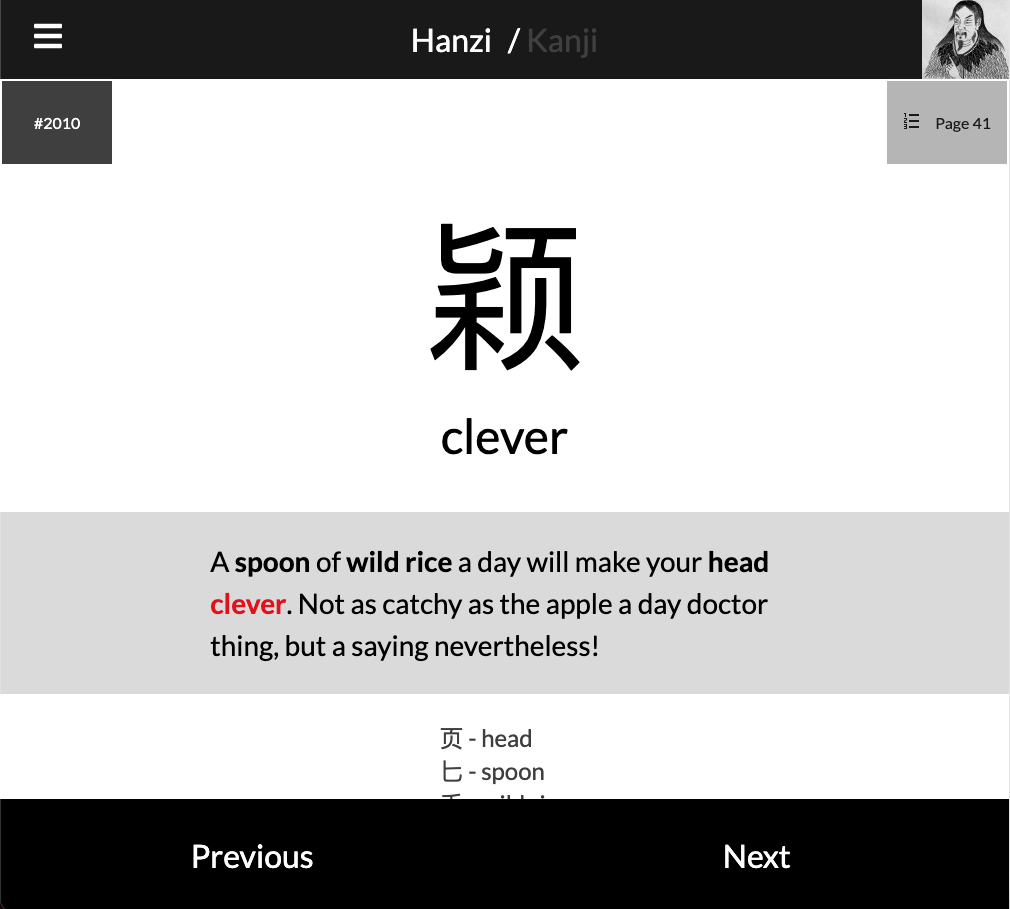 Hanzi / Kanji
#2010
Page 41
颖
clever
A spoon of wild rice a day will make your head
clever. Not as catchy as the apple a day doctor
thing, but a saying nevertheless!
页 - head
匕 - spoon
Previous
Next